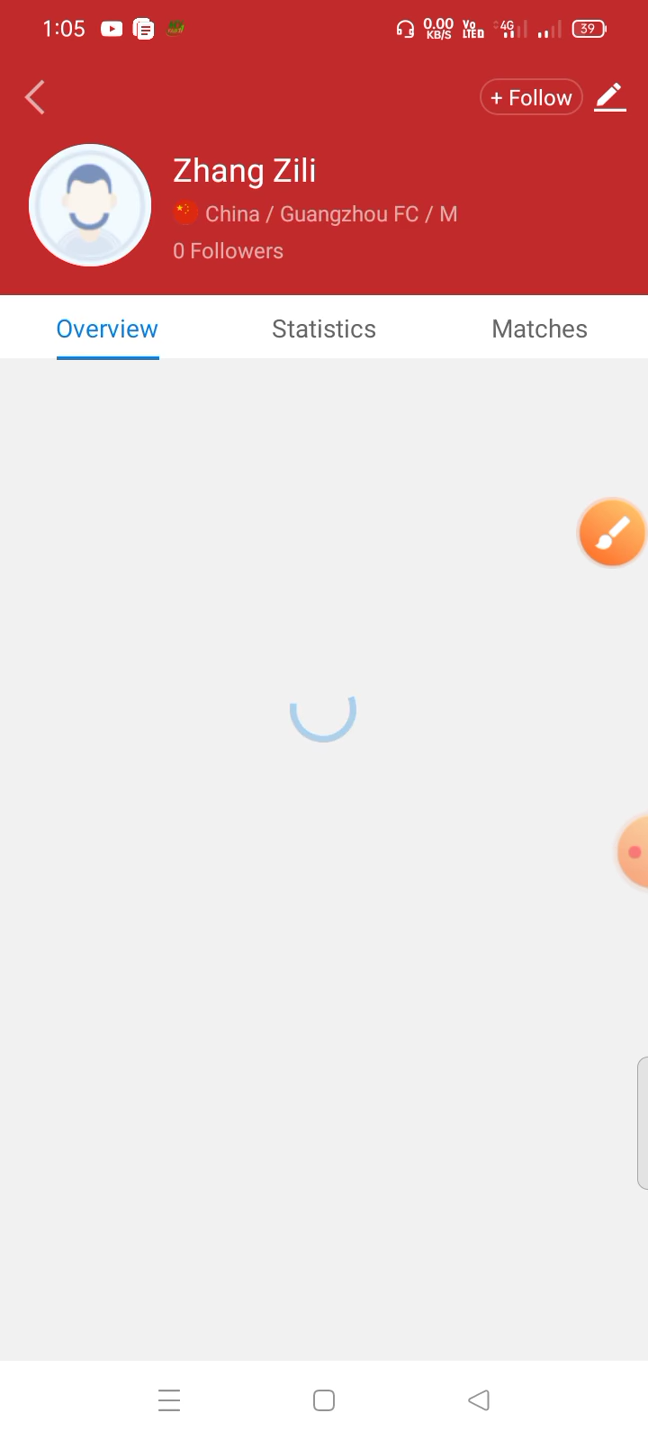 1:05 0.00 KB/S Vo LTED 4G 39
+ Follow
Zhang Zili
China / Guangzhou FC / M
0 Followers
Overview Statistics Matches